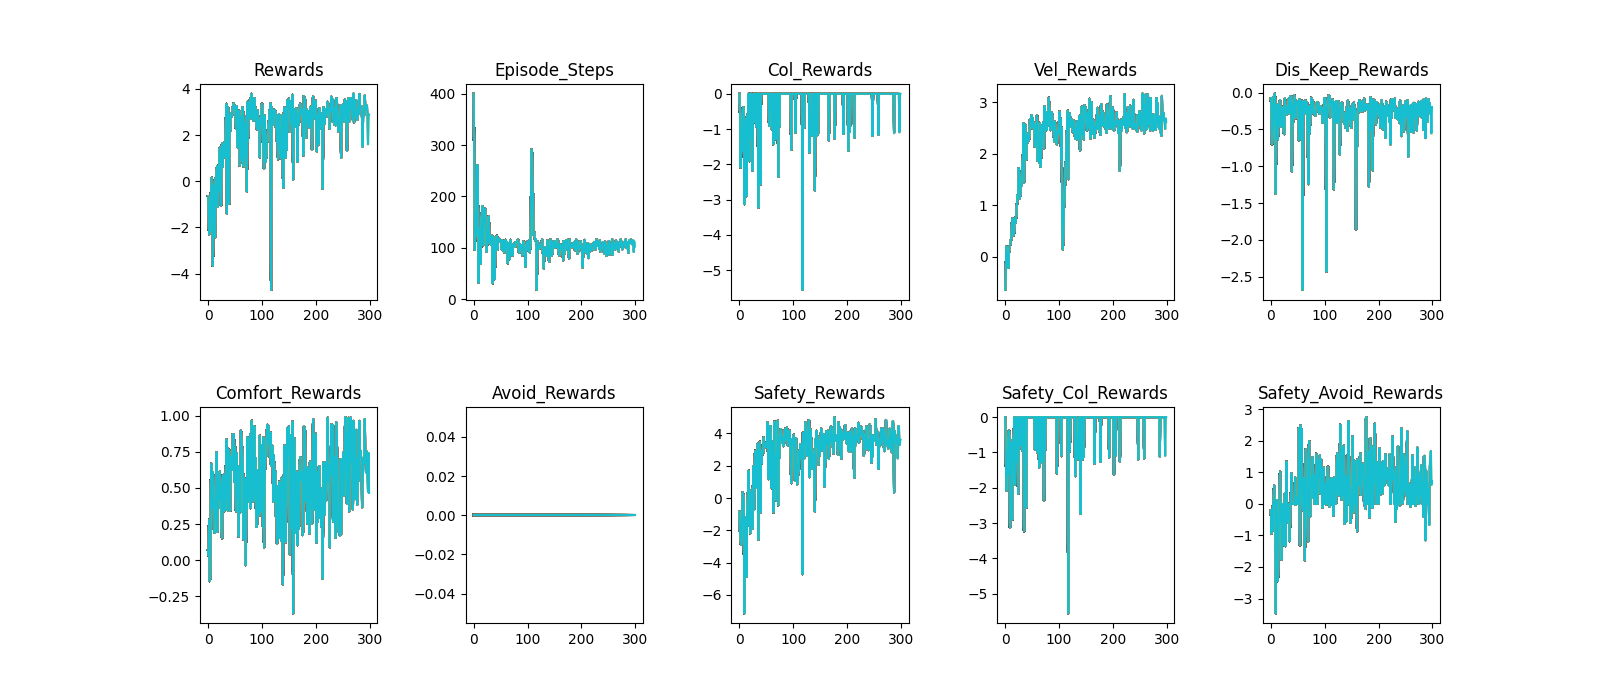 Rewards
4
2
0
−2
−4
0 100 200 300
Episode_Steps
400
300
200
100
0
0 100 200 300
Col_Rewards
0
−1
−2
−3
−4
−5
0 100 200 300
Vel_Rewards
3
2
1
0
0 100 200 300
Dis_Keep_Rewards
0.0
−0.5
−1.0
−1.5
−2.0
−2.5
0 100 200 300
Comfort_Rewards
1.00
0.75
0.50
0.25
0.00
−0.25
0 100 200 300
Avoid_Rewards
0.04
0.02
0.00
−0.02
−0.04
0 100 200 300
Safety_Rewards
4
2
0
−2
−4
−6
0 100 200 300
Safety_Col_Rewards
0
−1
−2
−3
−4
−5
0 100 200 300
Safety_Avoid_Rewards
3
2
1
0
−1
−2
−3
0 100 200 300